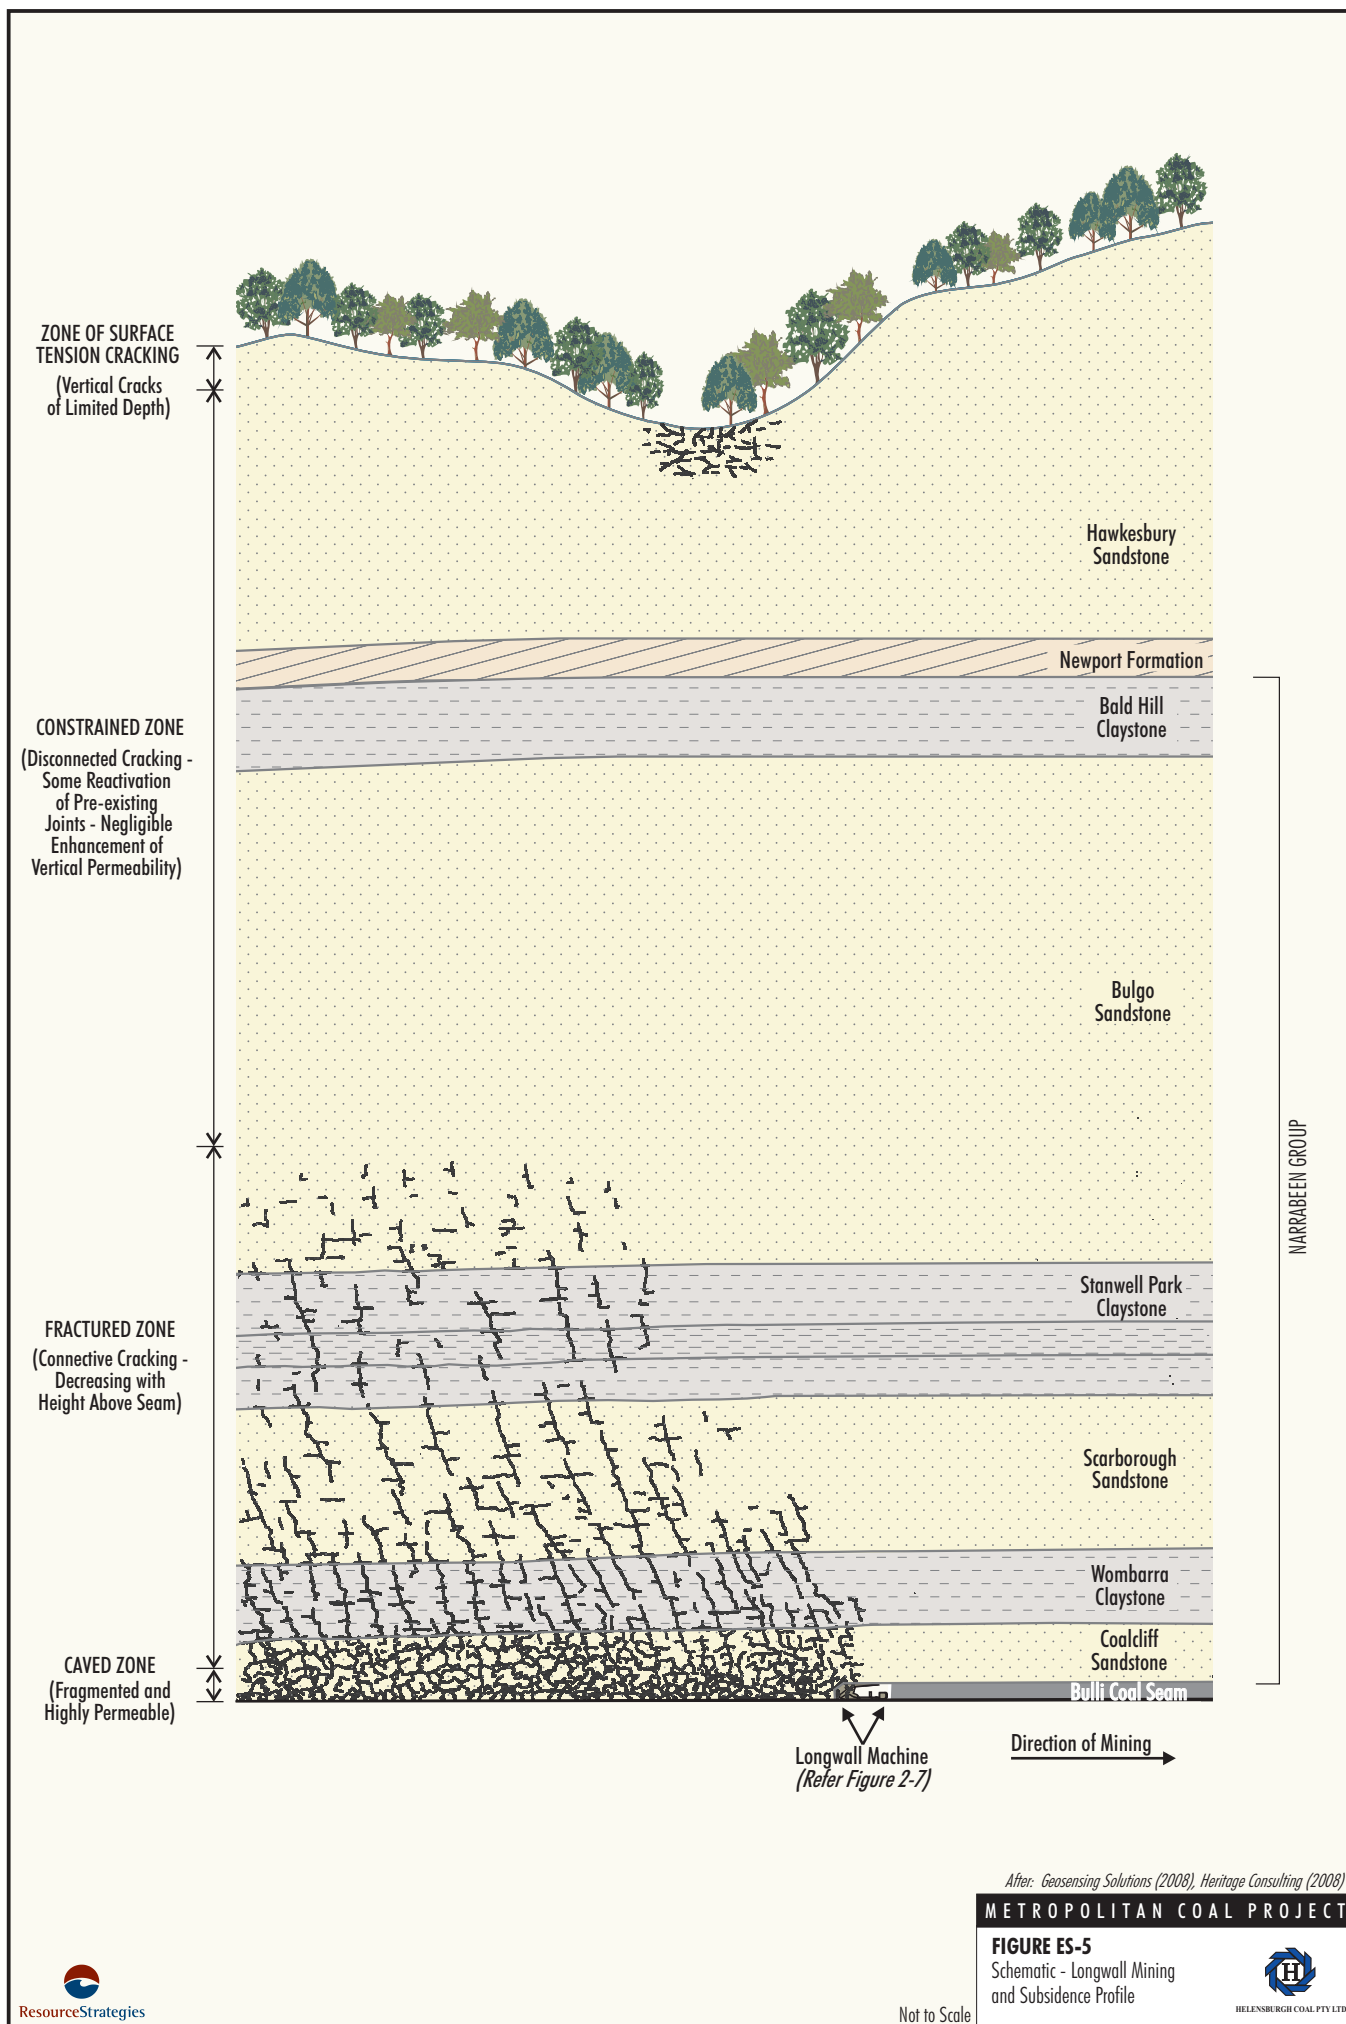 ZONE OF SURFACE
TENSION CRACKING
(Vertical Cracks
of Limited Depth)
Hawkesbury
Sandstone
Newport Formation
Bald Hill
Claystone
CONSTRAINED ZONE
(Disconnected Cracking -
Some Reactivation
of Pre-existing
Joints - Negligible
Enhancement of
Vertical Permeability)
Bulgo
Sandstone
NARRABEEN GROUP
Stanwell Park
Claystone
FRACTURED ZONE
(Connective Cracking -
Decreasing with
Height Above Seam)
Scarborough
Sandstone
Wombarra
Claystone
Coalcliff
Sandstone
CAVED ZONE
(Fragmented and
Highly Permeable)
Bulli Coal Seam
Longwall Machine
(Refer Figure 2-7)
Direction of Mining
After: Geosensing Solutions (2008), Heritage Consulting (2008)
METROPOLITAN COAL PROJECT
FIGURE ES-5
Schematic - Longwall Mining
and Subsidence Profile
H
HELENSBURGH COAL PTY LTD
Not to Scale
ResourceStrategies